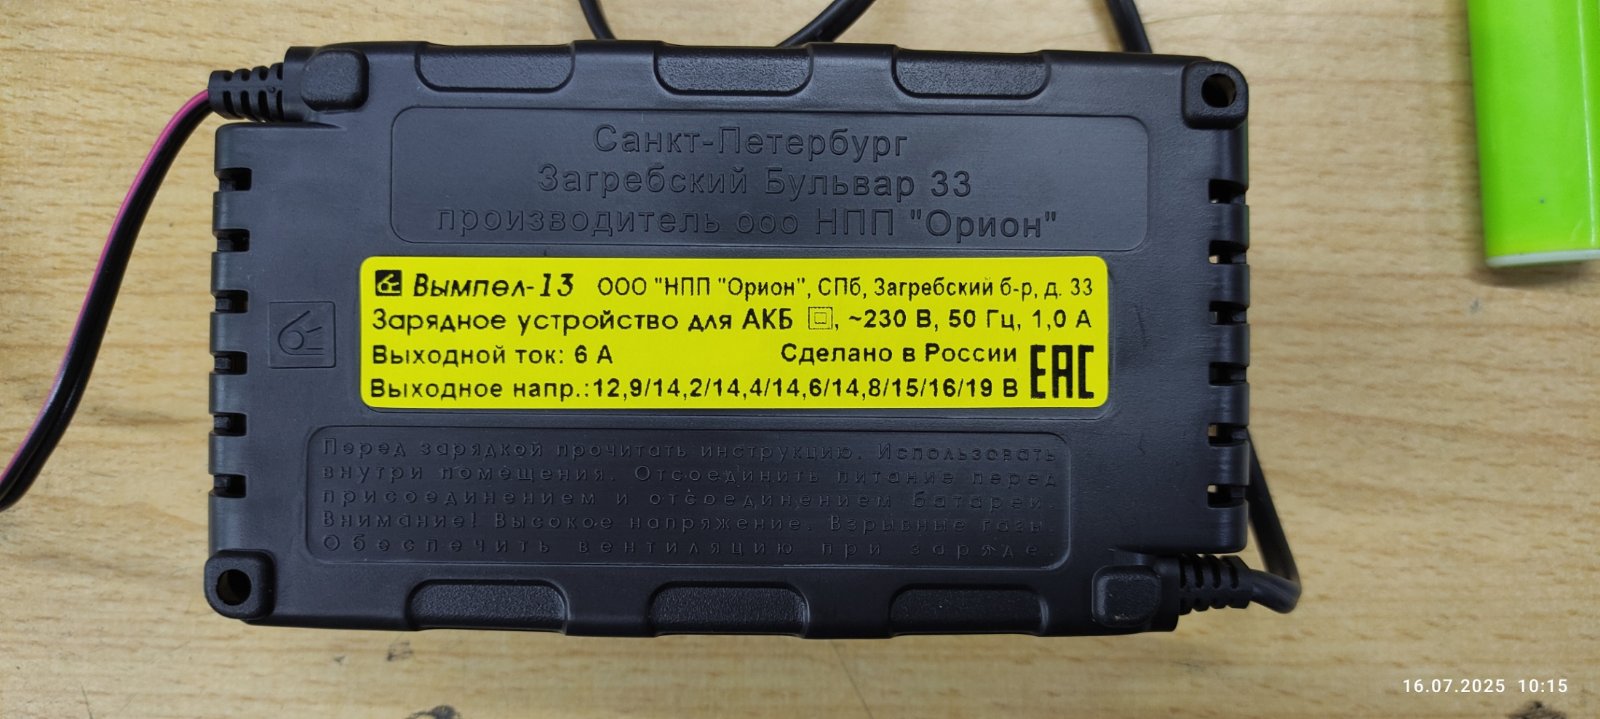 Санкт-Петербург
Загребский Бульвар 33
производитель ооо НПП "Орион"
Вымпел-13 ООО "НПП "Орион", СПб, Загребский б-р, д. 33
Зарядное устройство для АКБ , ~230 В, 50 Гц, 1,0 А
Выходной ток: 6 А Сделано в России
Выходное напр.:12,9/14,2/14,4/14,6/14,8/15/16/19 В EAC
Перед зарядкой прочитать инструкцию. Использовать
внутри помещения. Отсоединить питание перед
присоединением и отсоединением батареи.
Внимание! Высокое напряжение. Взрывные газы.
Обеспечить вентиляцию при заряде.
16.07.2025 10:15